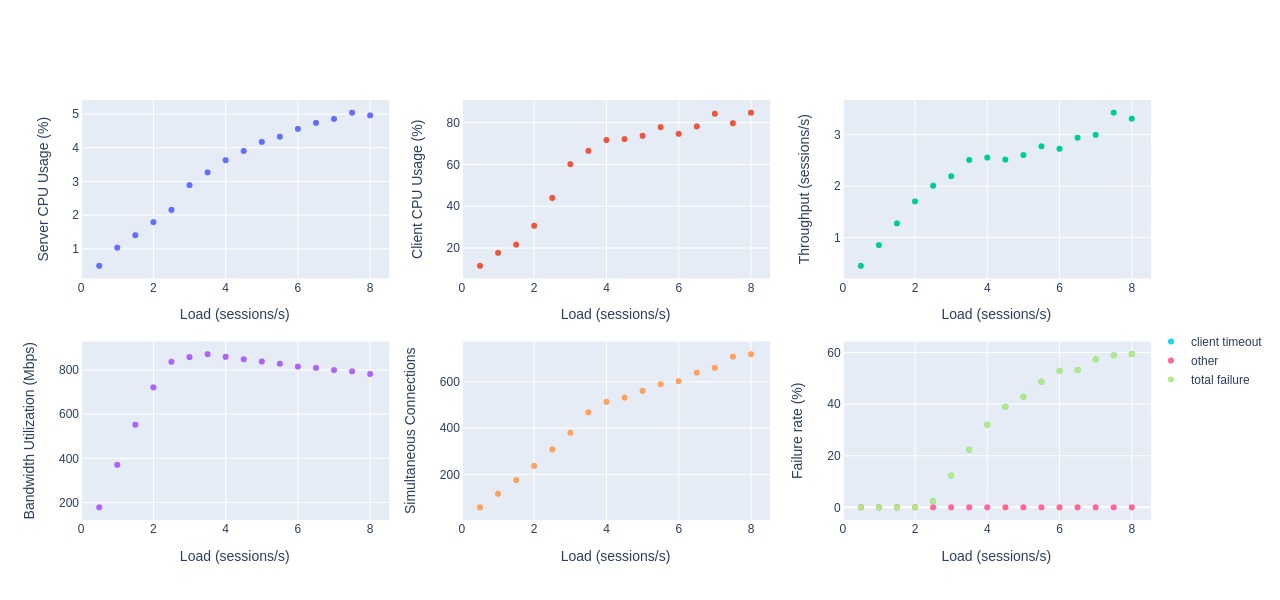 Server CPU Usage (%)
5
4
3
2
1
0 2 4 6 8
Load (sessions/s)
Client CPU Usage (%)
80
60
40
20
0 2 4 6 8
Load (sessions/s)
Throughput (sessions/s)
3
2
1
0 2 4 6 8
Load (sessions/s)
Bandwidth Utilization (Mbps)
800
600
400
200
0 2 4 6 8
Load (sessions/s)
Simultaneous Connections
600
400
200
0 2 4 6 8
Load (sessions/s)
Failure rate (%)
60
40
20
0
0 2 4 6 8
Load (sessions/s)
client timeout
other
total failure